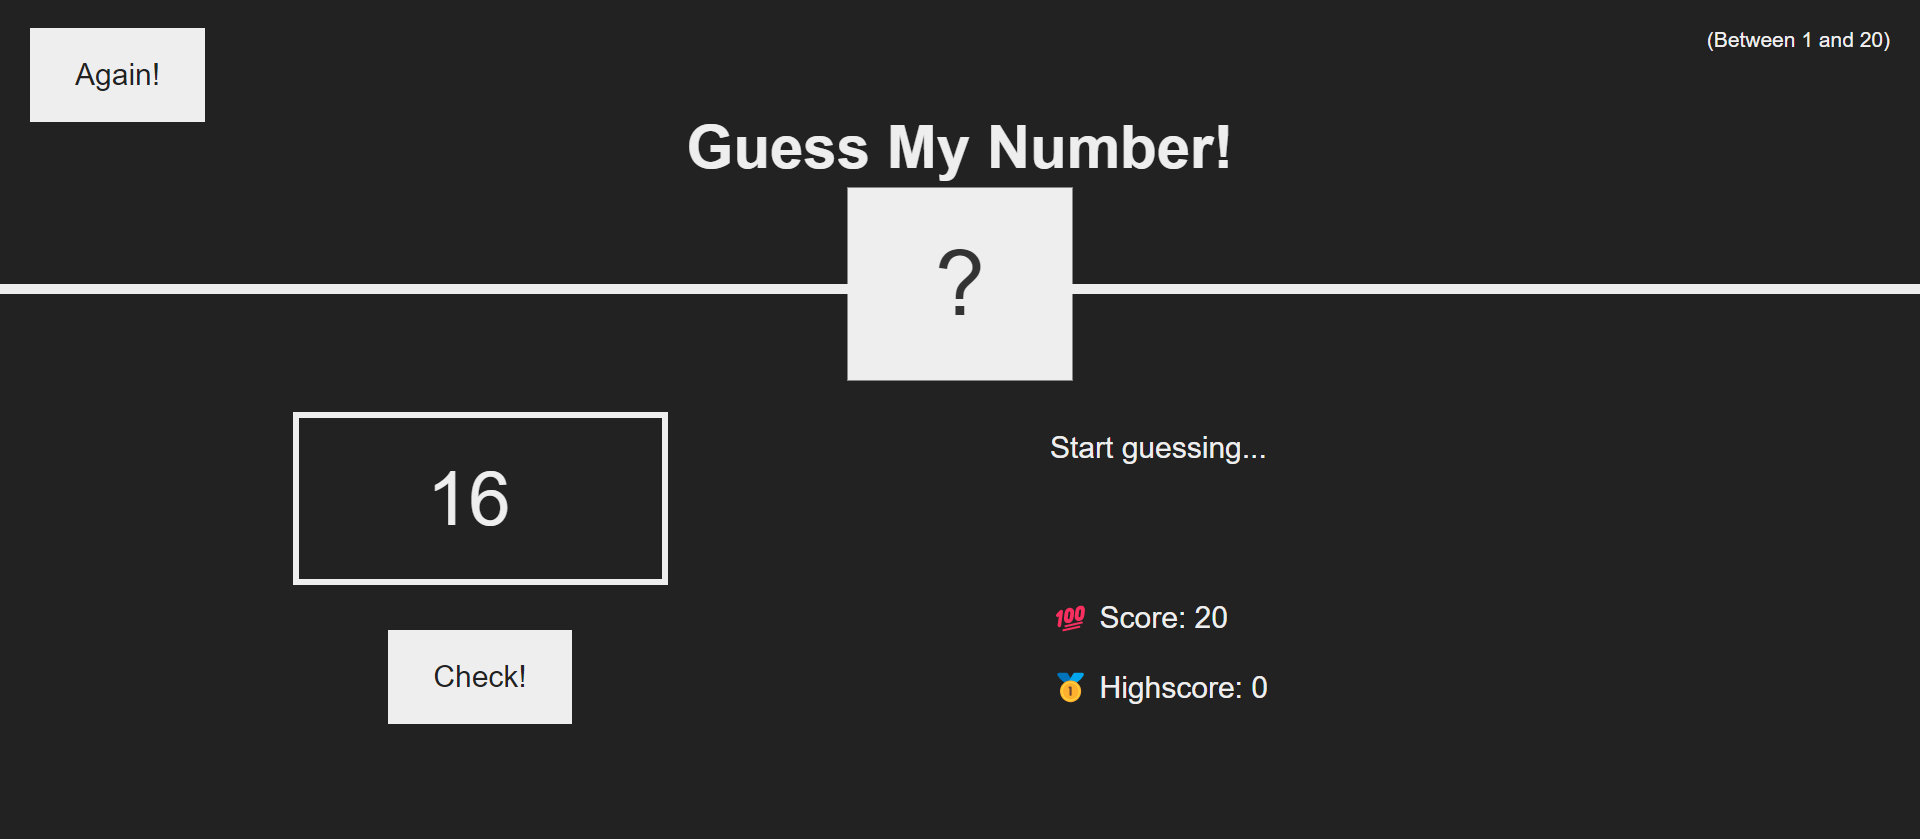 Again!
(Between 1 and 20)
Guess My Number!
?
16
Start guessing...
Check!
💯 Score: 20
🥇 Highscore: 0